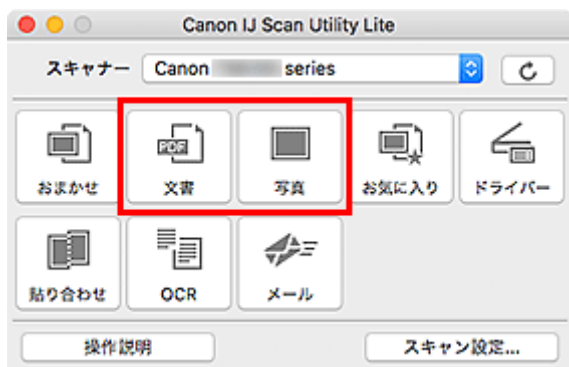 Canon IJ Scan Utility Lite
スキャナー Canon series
PDF
おまかせ 文書 写真 お気に入り ドライバー
貼り合わせ OCR メール
操作説明 スキャン設定...